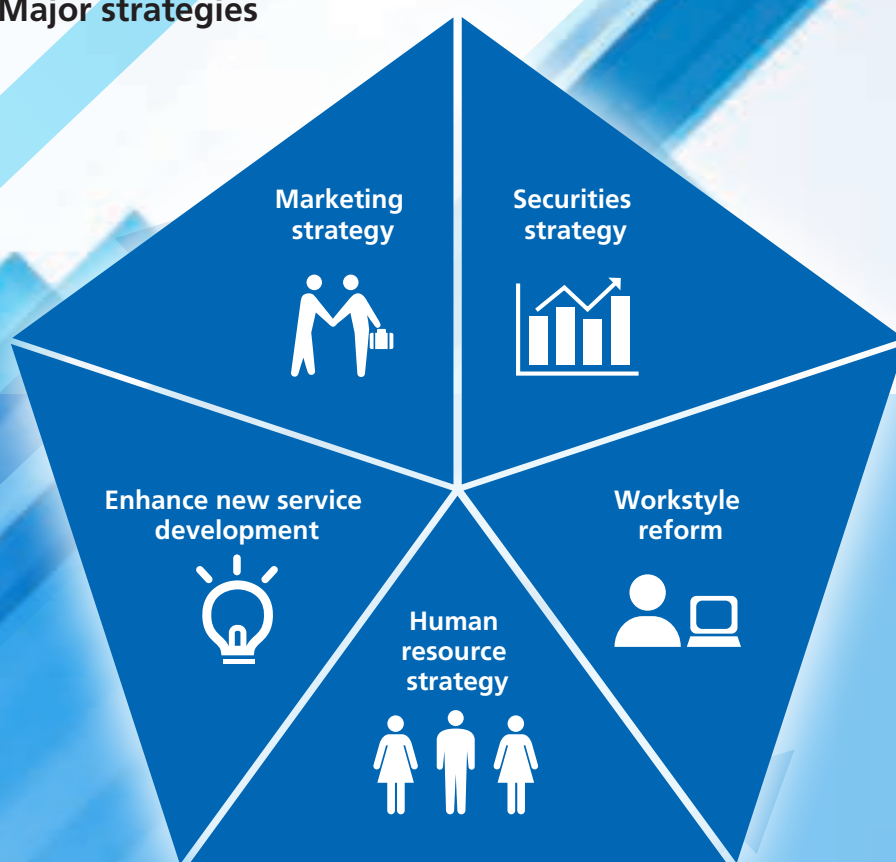 Major strategies
Marketing
strategy
Securities
strategy
Enhance new service
development
Workstyle
reform
Human
resource
strategy